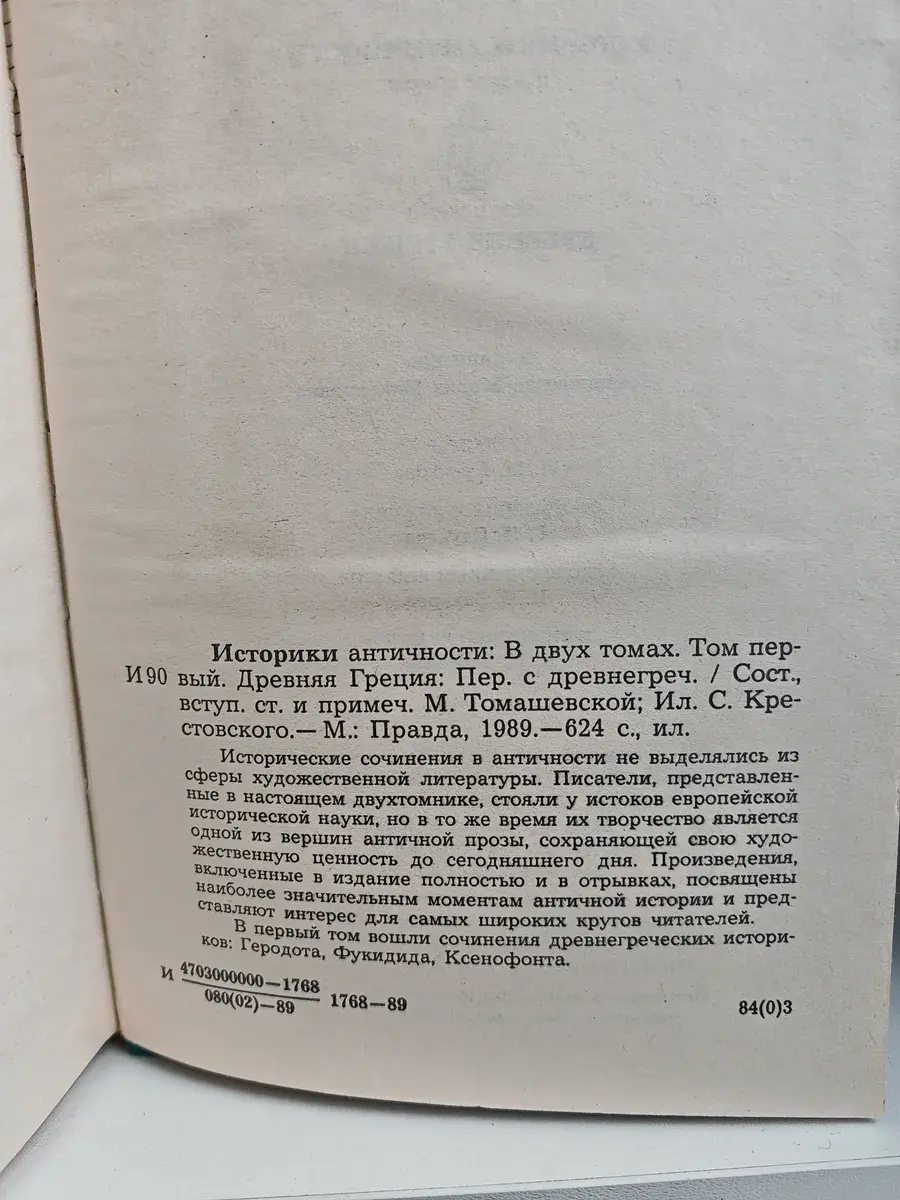 Историки античности: В двух томах. Том пер-
И 90 вый. Древняя Греция: Пер. с древнегреч. / Сост.,
вступ. ст. и примеч. М. Томашевской; Ил. С. Кре-
стовского.— М.: Правда, 1989.—624 с., ил.
Исторические сочинения в античности не выделялись из
сферы художественной литературы. Писатели, представлен-
ные в настоящем двухтомнике, стояли у истоков европейской
исторической науки, но в то же время их творчество является
одной из вершин античной прозы, сохраняющей свою худо-
жественную ценность до сегодняшнего дня. Произведения,
включенные в издание полностью и в отрывках, посвящены
наиболее значительным моментам античной истории и пред-
ставляют интерес для самых широких кругов читателей.
В первый том вошли сочинения древнегреческих истори-
ков: Геродота, Фукидида, Ксенофонта.
И 4703000000—1768
080(02)—89 1768—89
84(0)3